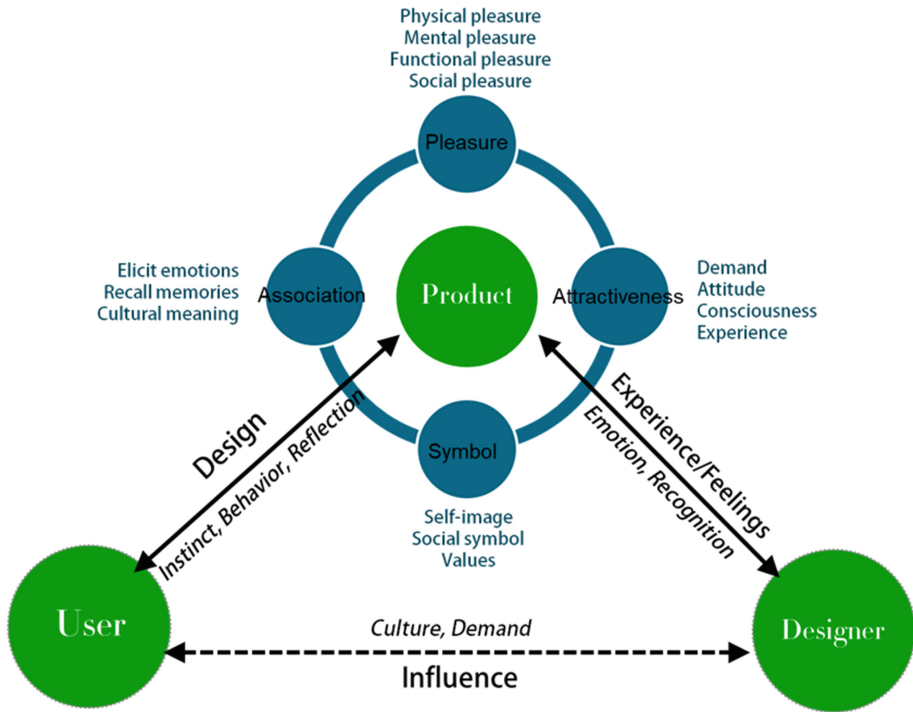 Physical pleasure
Mental pleasure
Functional pleasure
Social pleasure
Pleasure
Elicit emotions
Recall memories
Cultural meaning
Association
Product
Attractiveness
Demand
Attitude
Consciousness
Experience
Design
Instinct, Behavior, Reflection
Symbol
Self-image
Social symbol
Values
Experience/Feelings
Emotion, Recognition
User
Culture, Demand
Influence
Designer